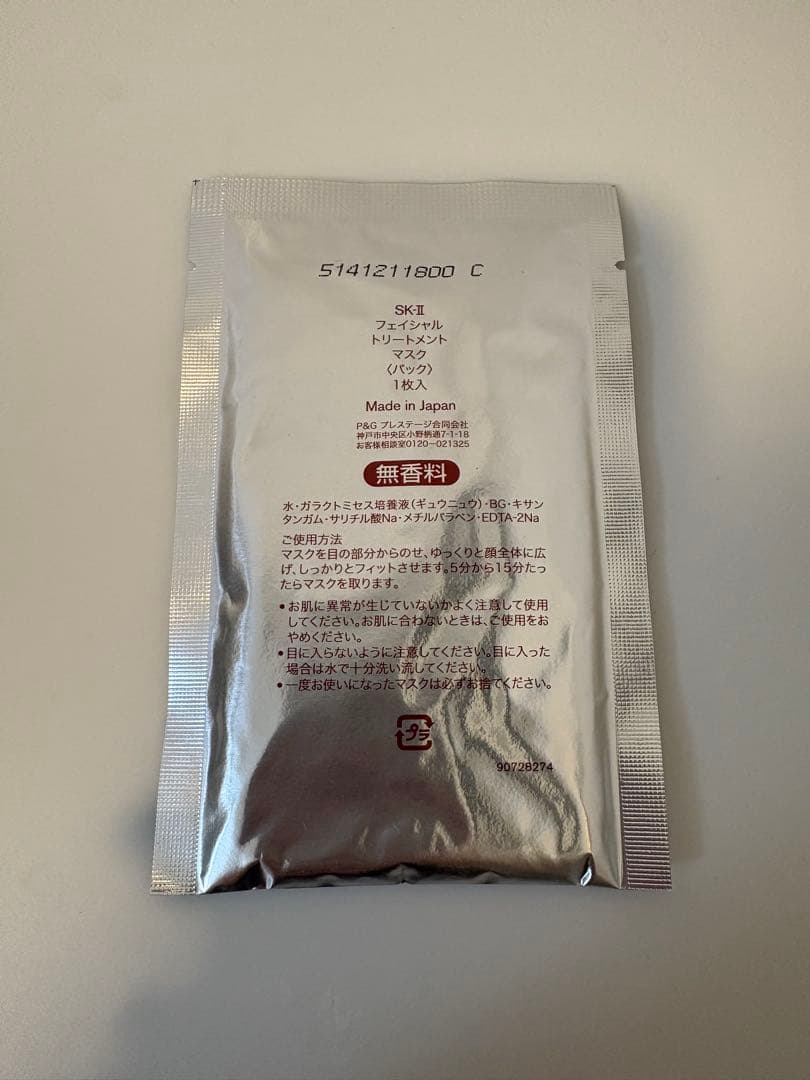 5141211800 C
SK-Ⅱ
フェイシャル
トリートメント
マスク
〈パック〉
1枚入
Made in Japan
P&G プレステージ合同会社
神戸市中央区小野柄通7-1-18
お客様相談室0120-021325
無香料
水・ガラクトミセス培養液(ギュウニュウ)・BG・キサン
タンガム・サリチル酸Na・メチルパラベン・EDTA-2Na
ご使用方法
マスクを目の部分からのせ、ゆっくりと顔全体に広
げ、しっかりとフィットさせます。5分から15分たっ
たらマスクを取ります。
•お肌に異常が生じていないかよく注意して使用
してください。お肌に合わないときは、ご使用をお
やめください。
•目に入らないように注意してください。目に入った
場合は水で十分洗い流してください。
•一度お使いになったマスクは必ずお捨てください。
プラ
90728274